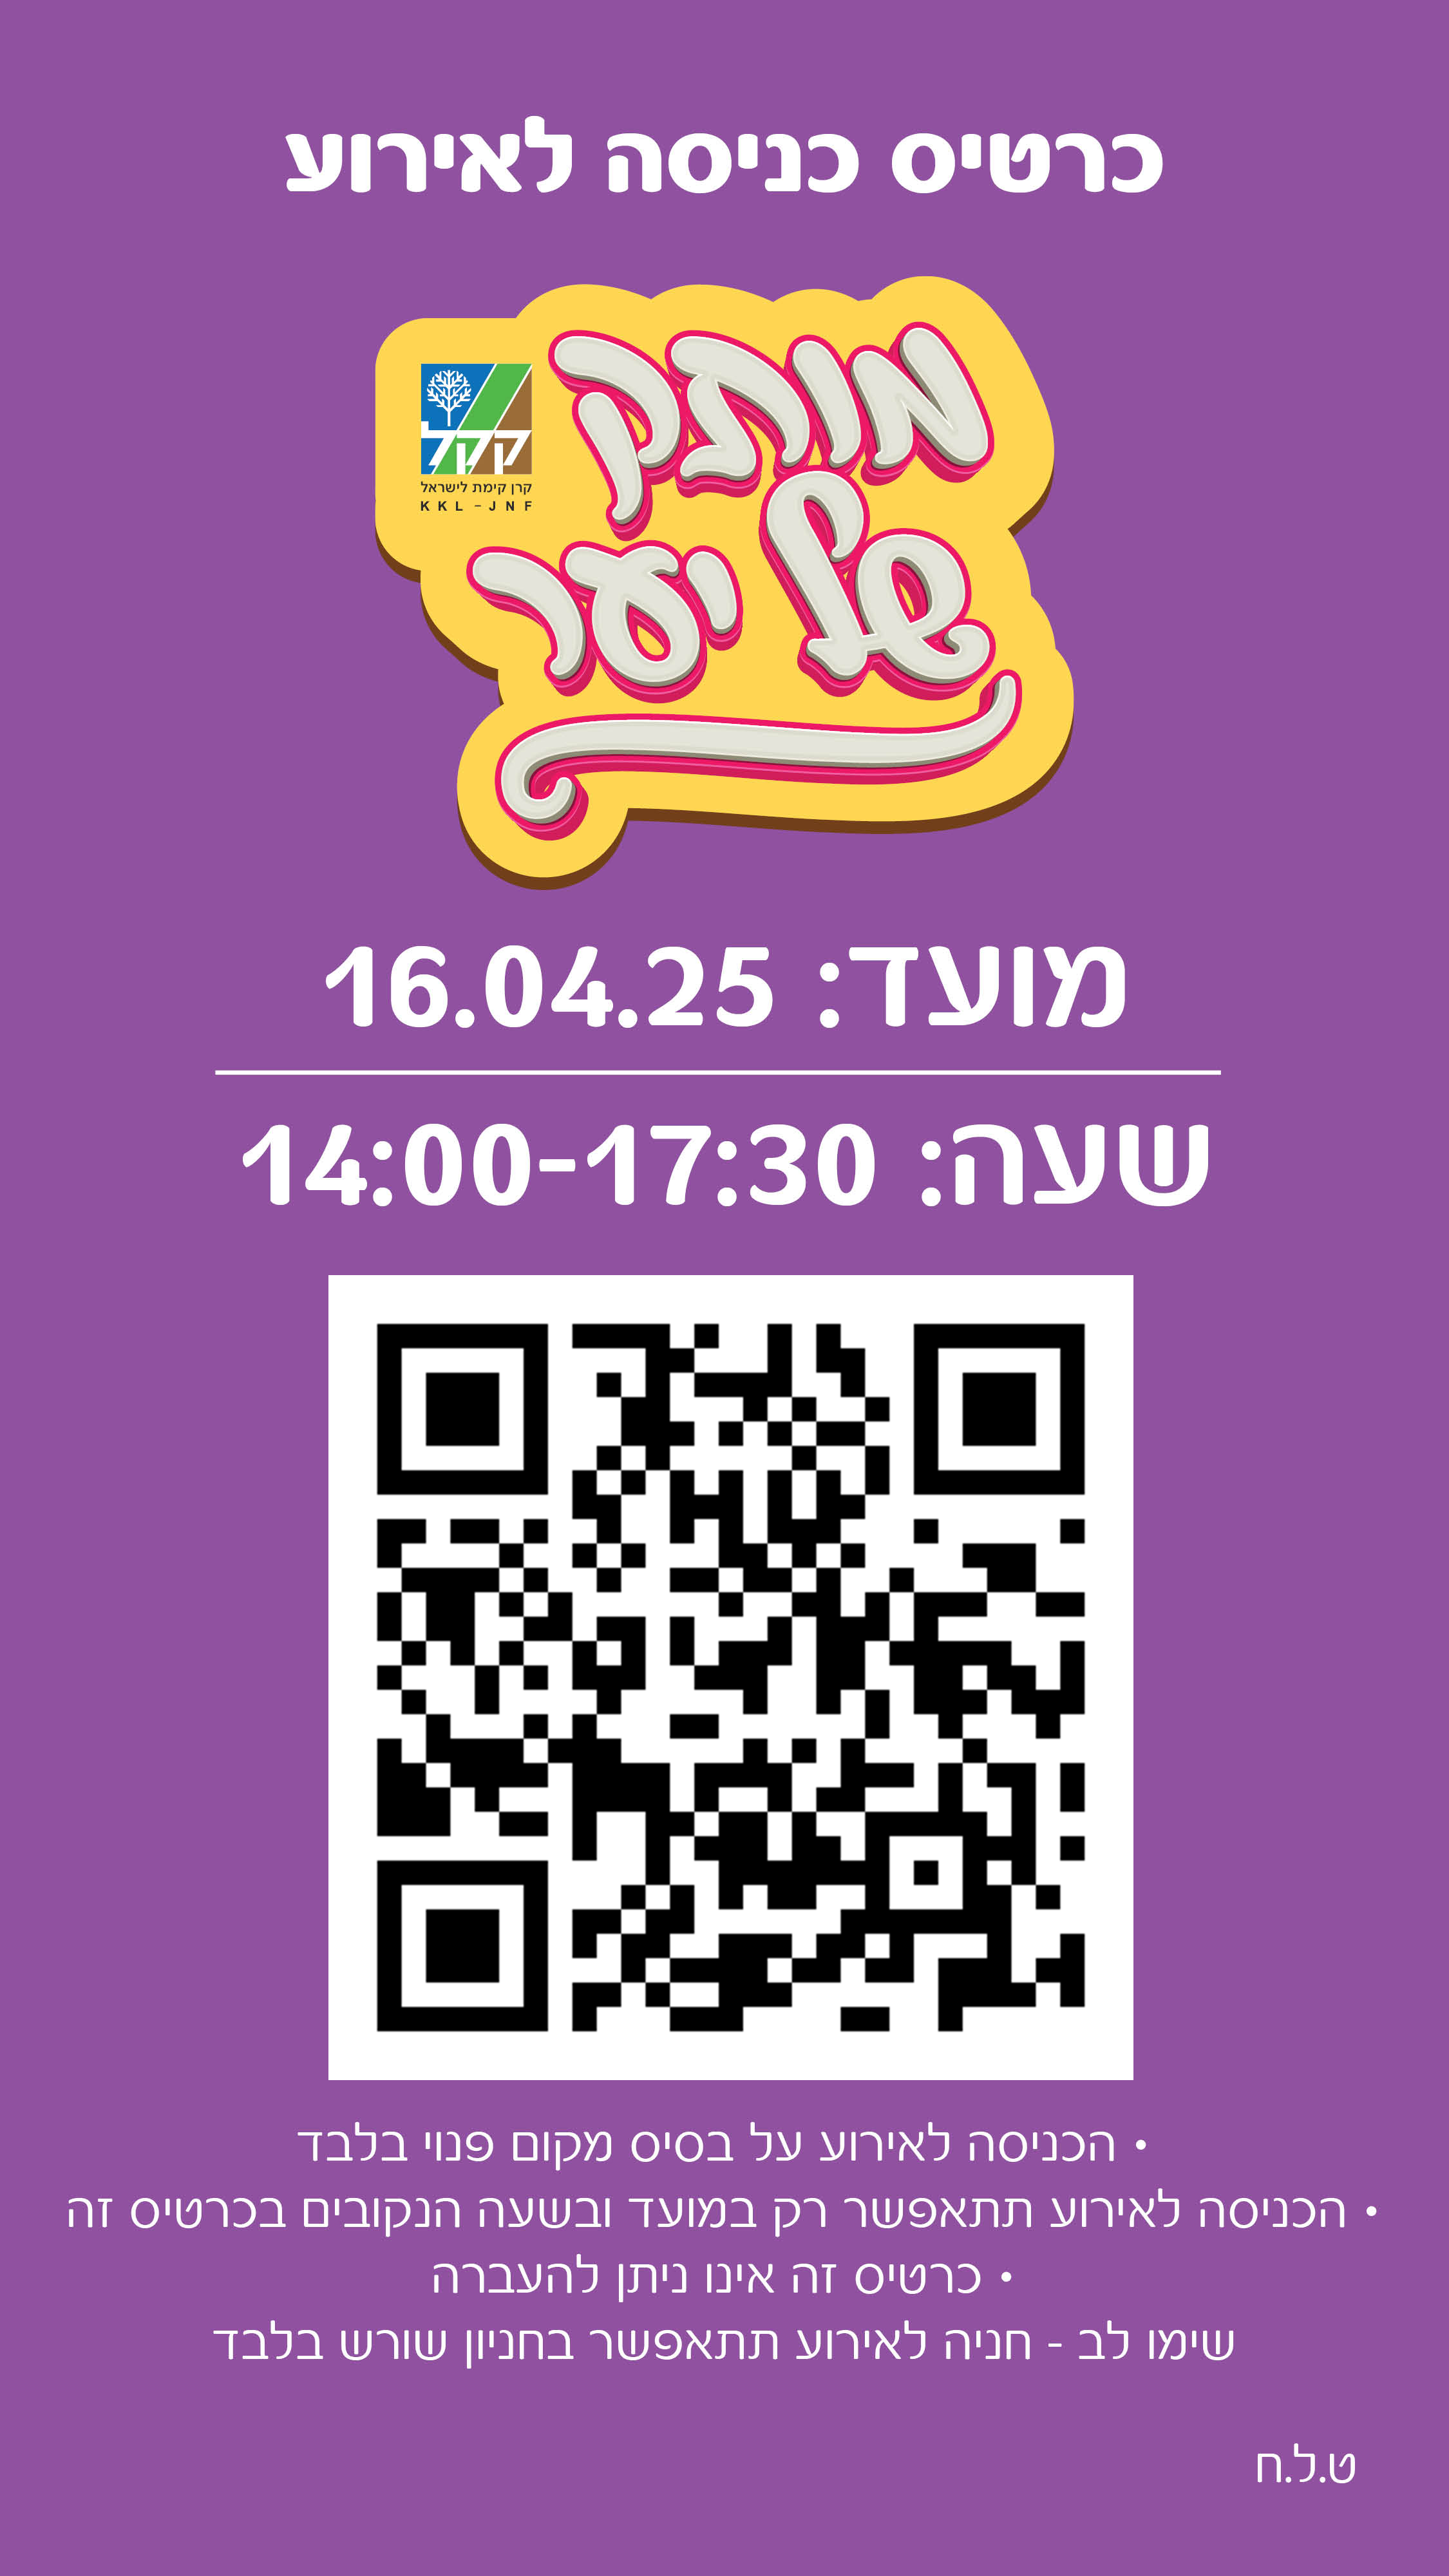 כרטיס כניסה לאירוע
מותק
של יער
קקל
קרן קימת לישראל
KKL-JNF
מועד: 16.04.25
שעה: 14:00-17:30
• הכניסה לאירוע על בסיס מקום פנוי בלבד
• הכניסה לאירוע תתאפשר רק במועד ובשעה הנקובים בכרטיס זה
• כרטיס זה אינו ניתן להעברה
שימו לב - חניה לאירוע תתאפשר בחניון שורש בלבד
ט.ל.ח